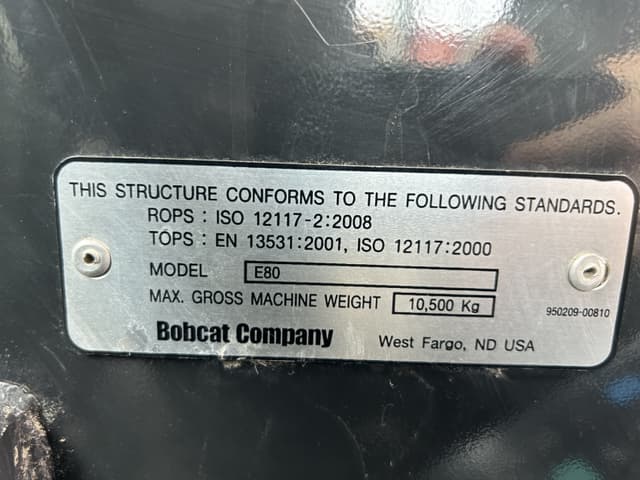 THIS STRUCTURE CONFORMS TO THE FOLLOWING STANDARDS.
ROPS : ISO 12117-2:2008
TOPS : EN 13531:2001, ISO 12117:2000
MODEL E80
MAX. GROSS MACHINE WEIGHT 10,500 Kg
950209-00810
Bobcat Company West Fargo, ND USA